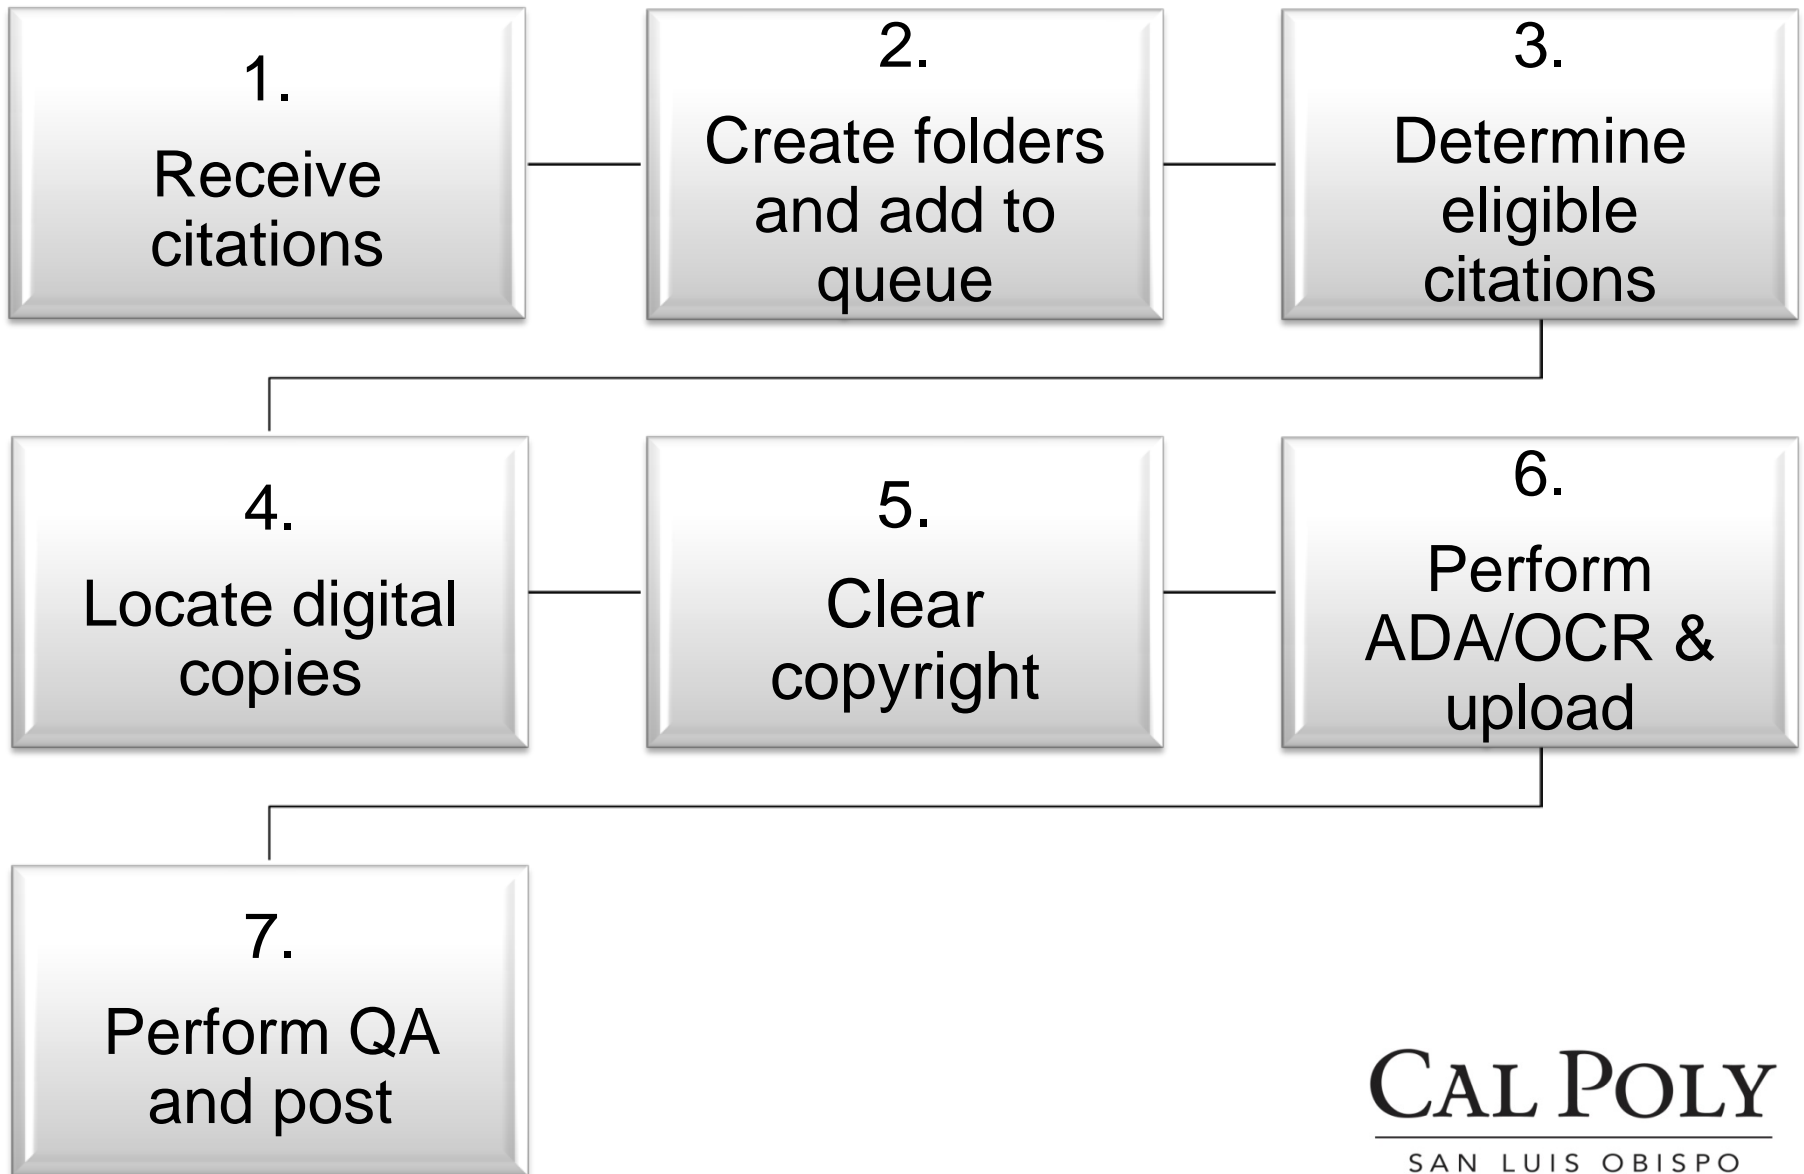 1.
Receive
citations
2.
Create folders
and add to
queue
3.
Determine
eligible
citations
4.
Locate digital
copies
5.
Clear
copyright
6.
Perform
ADA/OCR &
upload
7.
Perform QA
and post
CAL POLY
SAN LUIS OBISPO